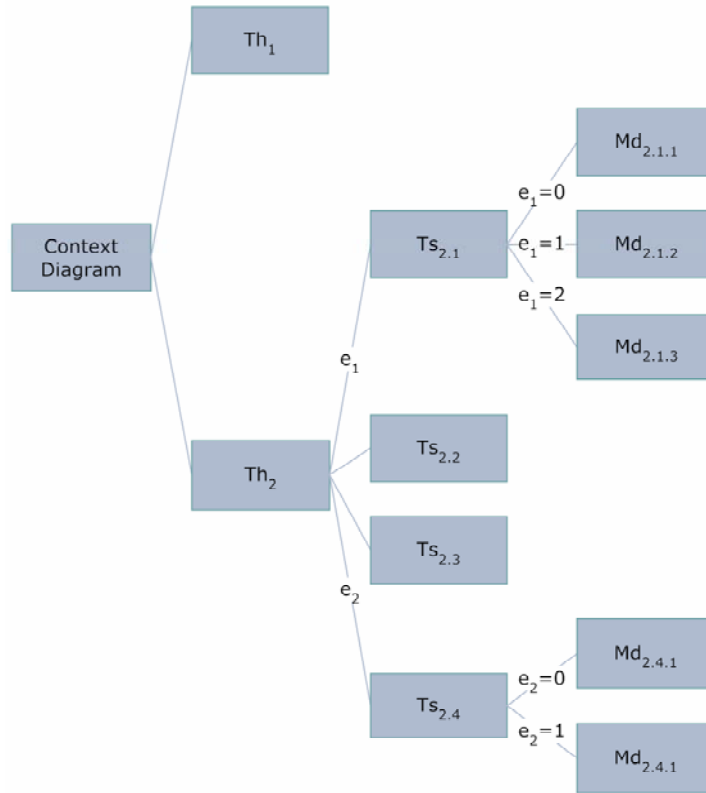 Th₁
Md₂.₁.₁
e₁=0
Context
Diagram
Ts₂.₁
e₁=1
Md₂.₁.₂
e₁=2
Md₂.₁.₃
e₁
Th₂
Ts₂.₂
Ts₂.₃
e₂
Md₂.₄.₁
e₂=0
Ts₂.₄
e₂=1
Md₂.₄.₁